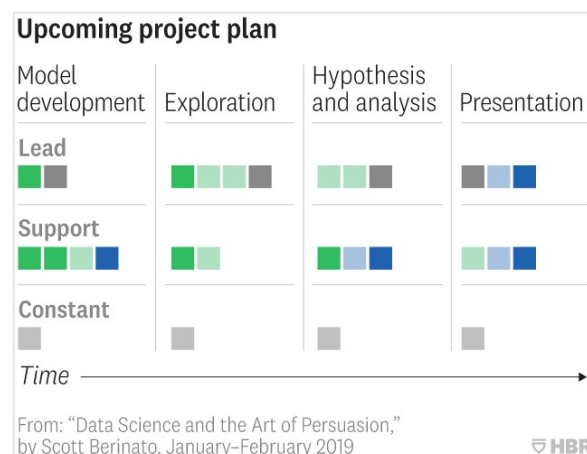 Upcoming project plan
Model
development
Exploration
Hypothesis
and analysis
Presentation
Lead
Support
Constant
Time
From: “Data Science and the Art of Persuasion,”
by Scott Berinato, January–February 2019
HBR